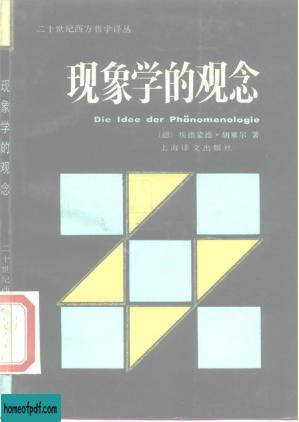 二十世纪西方哲学译丛
现象学的观念
Die Idee der Phänomenologie
〔德〕埃德蒙德·胡塞尔 著
上海译文出版社
现象学的观念
二十世纪西
homeofpdf.com